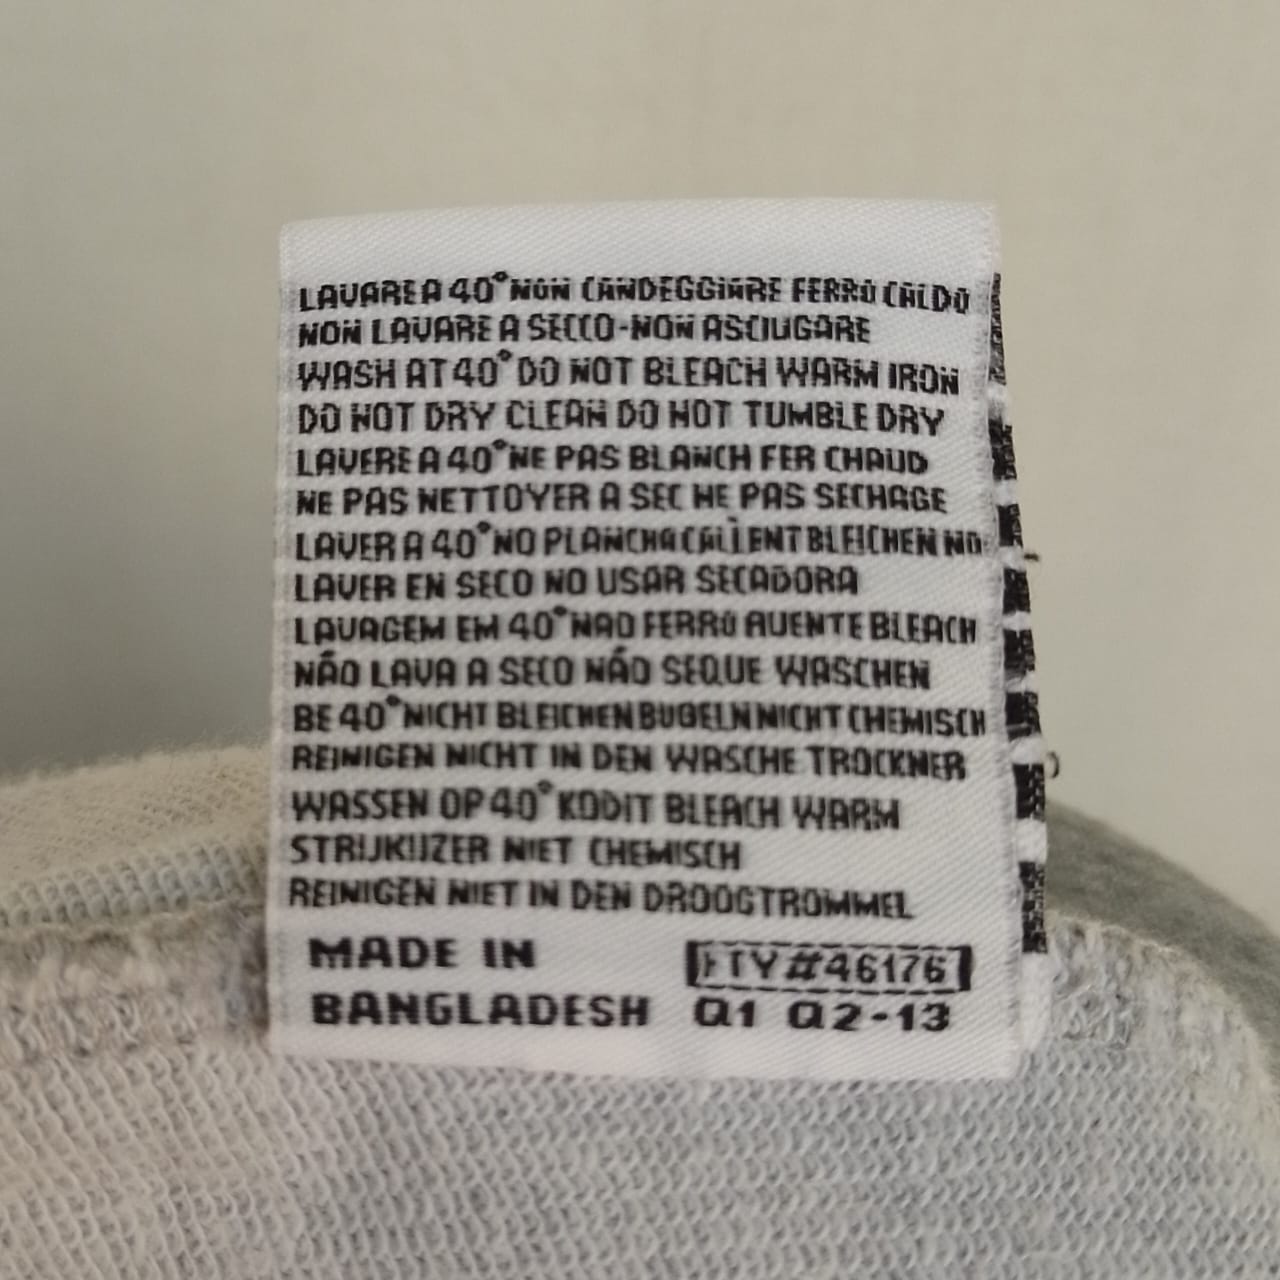 LAVARE A 40° NON CANDEGGIARE FERRO CALDO
NON LAVARE A SECCO-NON ASCIUGARE
WASH AT 40° DO NOT BLEACH WARM IRON
DO NOT DRY CLEAN DO NOT TUMBLE DRY
LAVERE A 40° NE PAS BLANCH FER CHAUD
NE PAS NETTOYER A SEC NE PAS SECHAGE
LAVER A 40° NO PLANCHA CALIENT BLEICHEN NO
LAVER EN SECO NO USAR SECADORA
LAVAGEM EM 40° NAO FERRO AUENTE BLEACH
NÃO LAVA A SECO NÃO SEQUE WASCHEN
BE 40° NICHT BLEICHEN BUGELN NICHT CHEMISCH
REINIGEN NICHT IN DEN WASCHE TROCKNER
WASSEN OP 40° KODIT BLEACH WARM
STRIJKIJZER NIET CHEMISCH
REINIGEN NIET IN DEN DROOGTROMMEL
MADE IN
BANGLADESH
FTY#46176
Q1 Q2-13